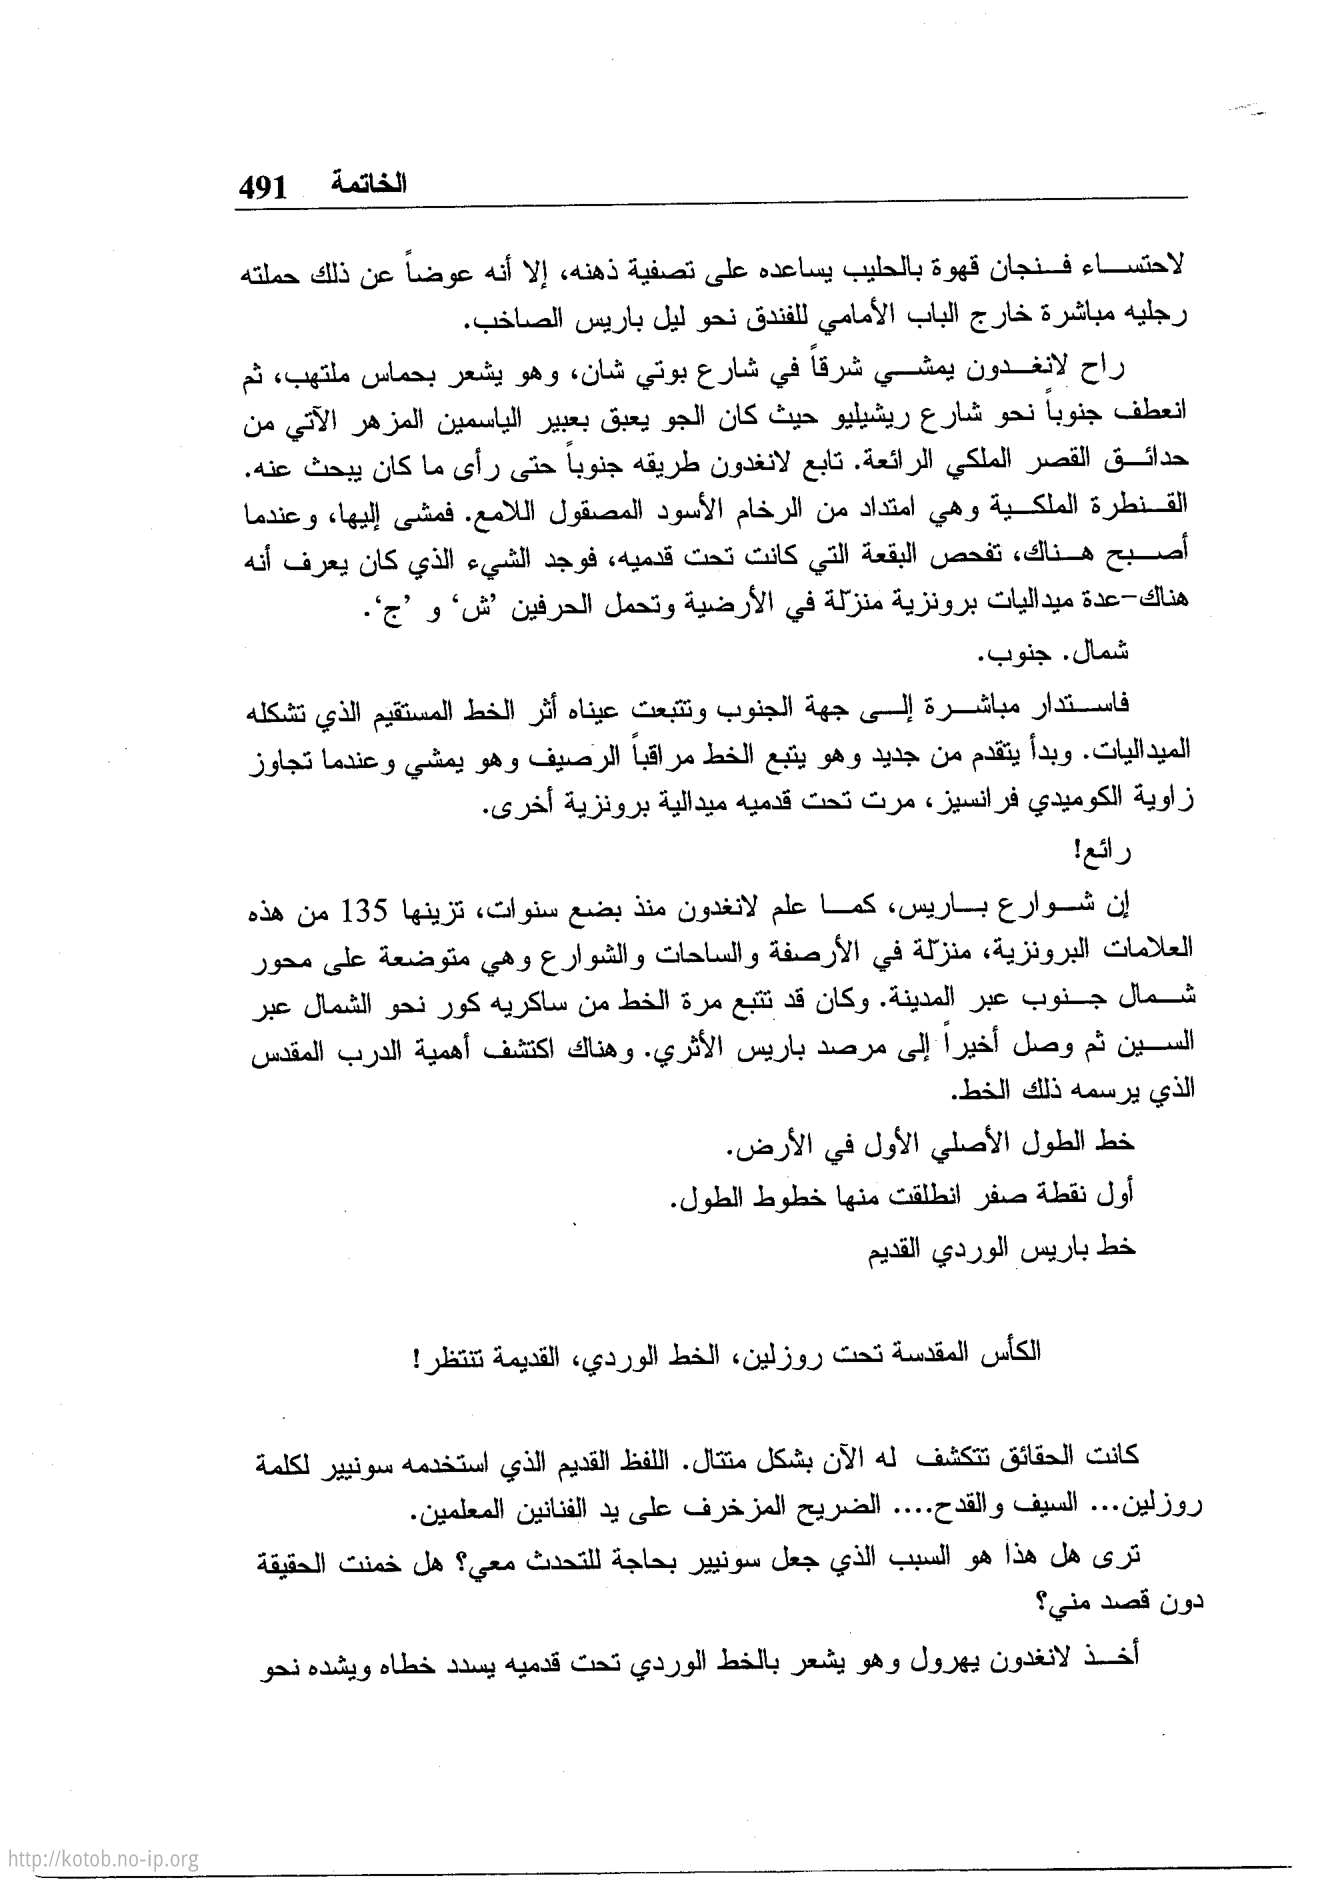 الخاتمة 491
لاحتساء فنجان قهوة بالحليب يساعده على تصفية ذهنه، إلا أنه عوضاً عن ذلك حملته
رجليه مباشرة خارج الباب الأمامي للفندق نحو ليل باريس الصاخب.
راح لانغدون يمشي شرقاً في شارع بوتي شان، وهو يشعر بحماس ملتهب، ثم
انعطف جنوباً نحو شارع ريشيليو حيث كان الجو يعبق بعبير الياسمين المزهر الآتي من
حدائق القصر الملكي الرائعة. تابع لانغدون طريقه جنوباً حتى رأى ما كان يبحث عنه.
القنطرة الملكية وهي امتداد من الرخام الأسود المصقول اللامع. فمشى إليها، وعندما
أصبح هناك، تفحص البقعة التي كانت تحت قدميه، فوجد الشيء الذي كان يعرف أنه
هناك-عدة ميداليات برونزية منزلّة في الأرضية وتحمل الحرفين ’ش‘ و ’ج‘.
شمال. جنوب.
فاستدار مباشرة إلى جهة الجنوب وتتبعت عيناه أثر الخط المستقيم الذي تشكله
الميداليات. وبدأ يتقدم من جديد وهو يتبع الخط مراقباً الرصيف وهو يمشي وعندما تجاوز
زاوية الكوميدي فرانسيز، مرت تحت قدميه ميدالية برونزية أخرى.
رائع!
إن شوارع باريس، كما علم لانغدون منذ بضع سنوات، تزينها 135 من هذه
العلامات البرونزية، منزلّة في الأرصفة والساحات والشوارع وهي متوضعة على محور
شمال جنوب عبر المدينة. وكان قد تتبع مرة الخط من ساكريه كور نحو الشمال عبر
السين ثم وصل أخيراً إلى مرصد باريس الأثري. وهناك اكتشف أهمية الدرب المقدس
الذي يرسمه ذلك الخط.
خط الطول الأصلي الأول في الأرض.
أول نقطة صفر انطلقت منها خطوط الطول.
خط باريس الوردي القديم
الكأس المقدسة تحت روزلين، الخط الوردي، القديمة تنتظر!
كانت الحقائق تتكشف له الآن بشكل متتال. اللفظ القديم الذي استخدمه سونيير لكلمة
روزلين... السيف والقدح.... الضريح المزخرف على يد الفنانين المعلمين.
ترى هل هذا هو السبب الذي جعل سونيير بحاجة للتحدث معي؟ هل خمنت الحقيقة
دون قصد مني؟
أخذ لانغدون يهرول وهو يشعر بالخط الوردي تحت قدميه يسدد خطاه ويشده نحو
http://kotob.no-ip.org